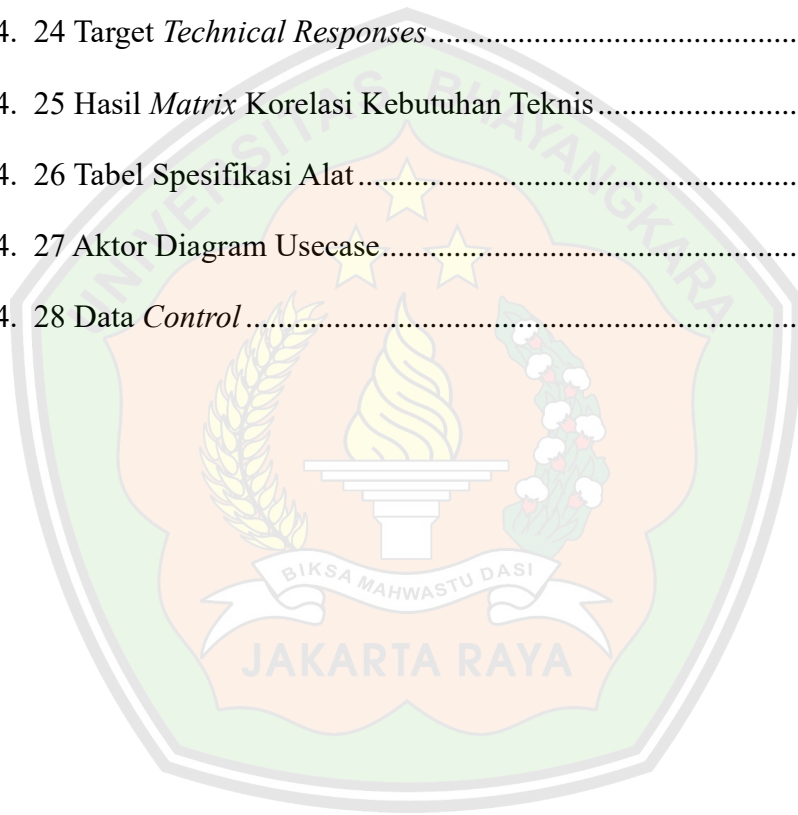 4. 24 Target Technical Responses................................................
4. 25 Hasil Matrix Korelasi Kebutuhan Teknis.........................
4. 26 Tabel Spesifikasi Alat.........................................................
4. 27 Aktor Diagram Usecase......................................................
4. 28 Data Control.......................................................................
UNIVERSITAS BHAYANGKARA
BIKSA MAHWASTU DASI
JAKARTA RAYA